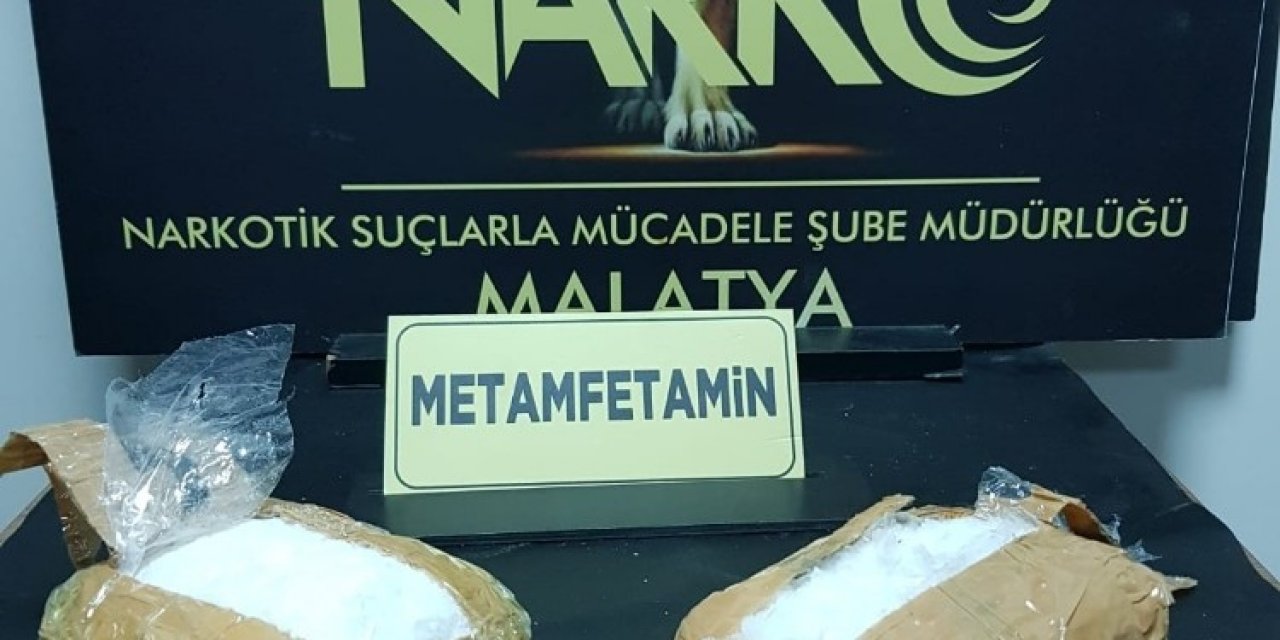 NARKO
NARKOTİK SUÇLARLA MÜCADELE ŞUBE MÜDÜRLÜĞÜ
MALATYA
METAMFETAMİN